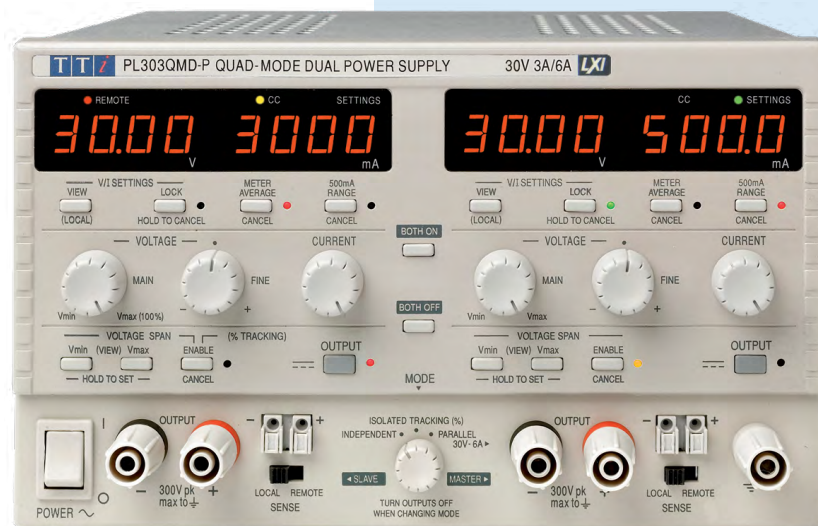 TTi PL303QMD-P QUAD-MODE DUAL POWER SUPPLY 30V 3A/6A LXI
REMOTE CC SETTINGS
30.00 V 3000 mA
CC SETTINGS
30.00 V 500.0 mA
V/I SETTINGS
VIEW LOCK METER AVERAGE 500mA RANGE
(LOCAL) HOLD TO CANCEL CANCEL CANCEL
V/I SETTINGS
VIEW LOCK METER AVERAGE 500mA RANGE
(LOCAL) HOLD TO CANCEL CANCEL CANCEL
BOTH ON
VOLTAGE CURRENT
MAIN FINE
Vmin Vmax (100%) - +
VOLTAGE CURRENT
MAIN FINE
Vmin Vmax - +
BOTH OFF
VOLTAGE SPAN (% TRACKING)
Vmin (VIEW) Vmax ENABLE OUTPUT
HOLD TO SET CANCEL
VOLTAGE SPAN
Vmin (VIEW) Vmax ENABLE OUTPUT
HOLD TO SET CANCEL
MODE
I
O
POWER
OUTPUT
- 300V pk max to +
- +
LOCAL REMOTE
SENSE
ISOLATED TRACKING (%)
INDEPENDENT PARALLEL
30V- 6A
SLAVE MASTER
TURN OUTPUTS OFF
WHEN CHANGING MODE
OUTPUT
- 300V pk max to +
- +
LOCAL REMOTE
SENSE